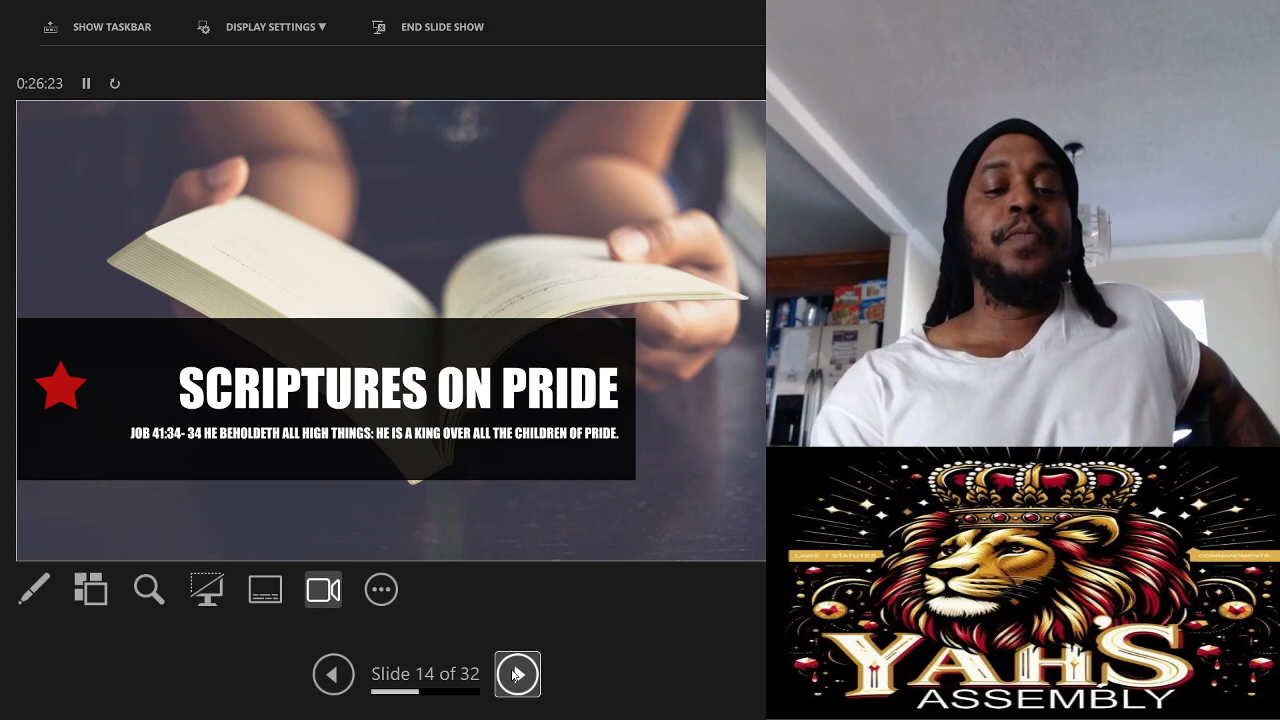 SHOW TASKBAR
DISPLAY SETTINGS ▼
END SLIDE SHOW
0:26:23
SCRIPTURES ON PRIDE
JOB 41:34- 34 HE BEHOLDETH ALL HIGH THINGS: HE IS A KING OVER ALL THE CHILDREN OF PRIDE.
Slide 14 of 32
LAWS
STATUTES
COMMANDMENTS
YAH'S
ASSEMBLY